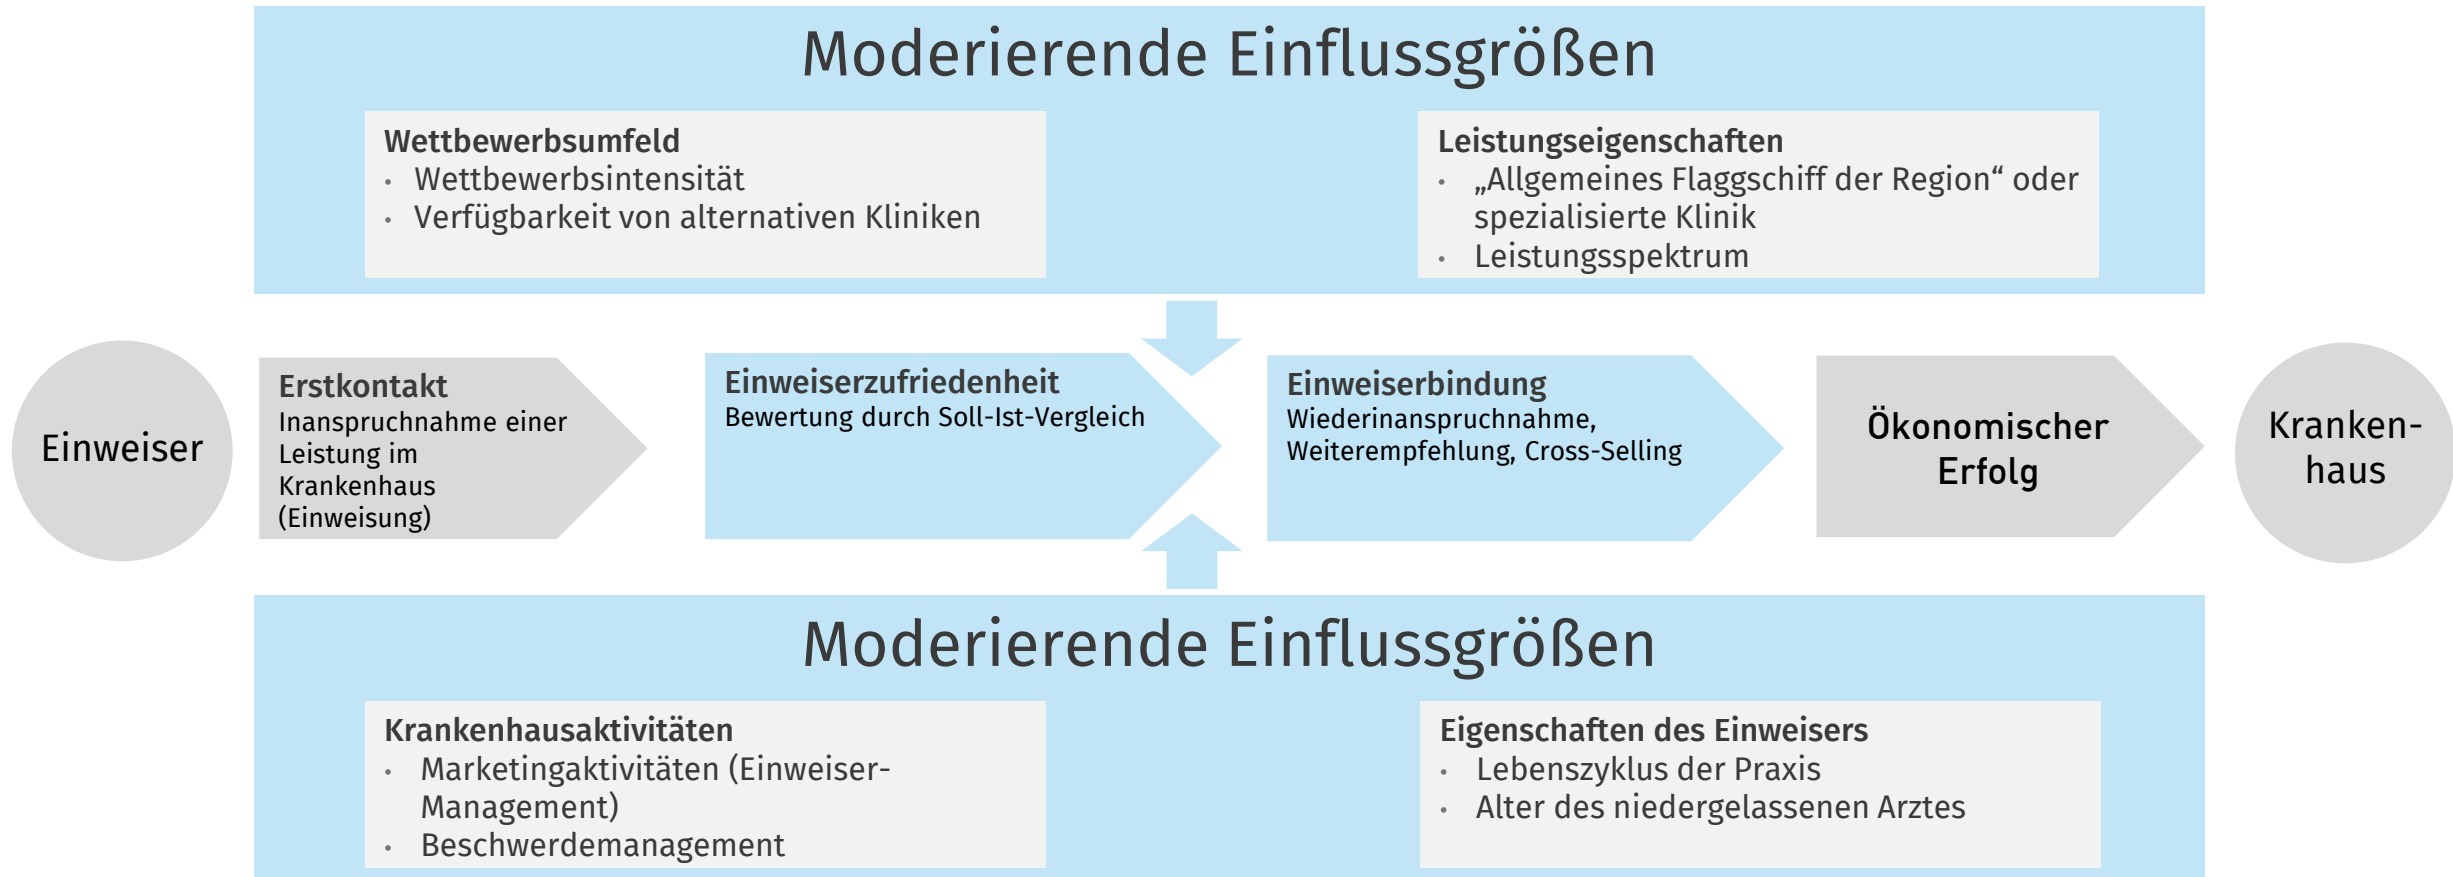 Moderierende Einflussgrößen
Wettbewerbsumfeld
· Wettbewerbsintensität
· Verfügbarkeit von alternativen Kliniken
Leistungseigenschaften
· „Allgemeines Flaggschiff der Region“ oder
spezialisierte Klinik
· Leistungsspektrum
Einweiser
Erstkontakt
Inanspruchnahme einer
Leistung im
Krankenhaus
(Einweisung)
Einweiserzufriedenheit
Bewertung durch Soll-Ist-Vergleich
Einweiserbindung
Wiederinanspruchnahme,
Weiterempfehlung, Cross-Selling
Ökonomischer
Erfolg
Kranken-
haus
Moderierende Einflussgrößen
Krankenhausaktivitäten
· Marketingaktivitäten (Einweiser-
Management)
· Beschwerdemanagement
Eigenschaften des Einweisers
· Lebenszyklus der Praxis
· Alter des niedergelassenen Arztes